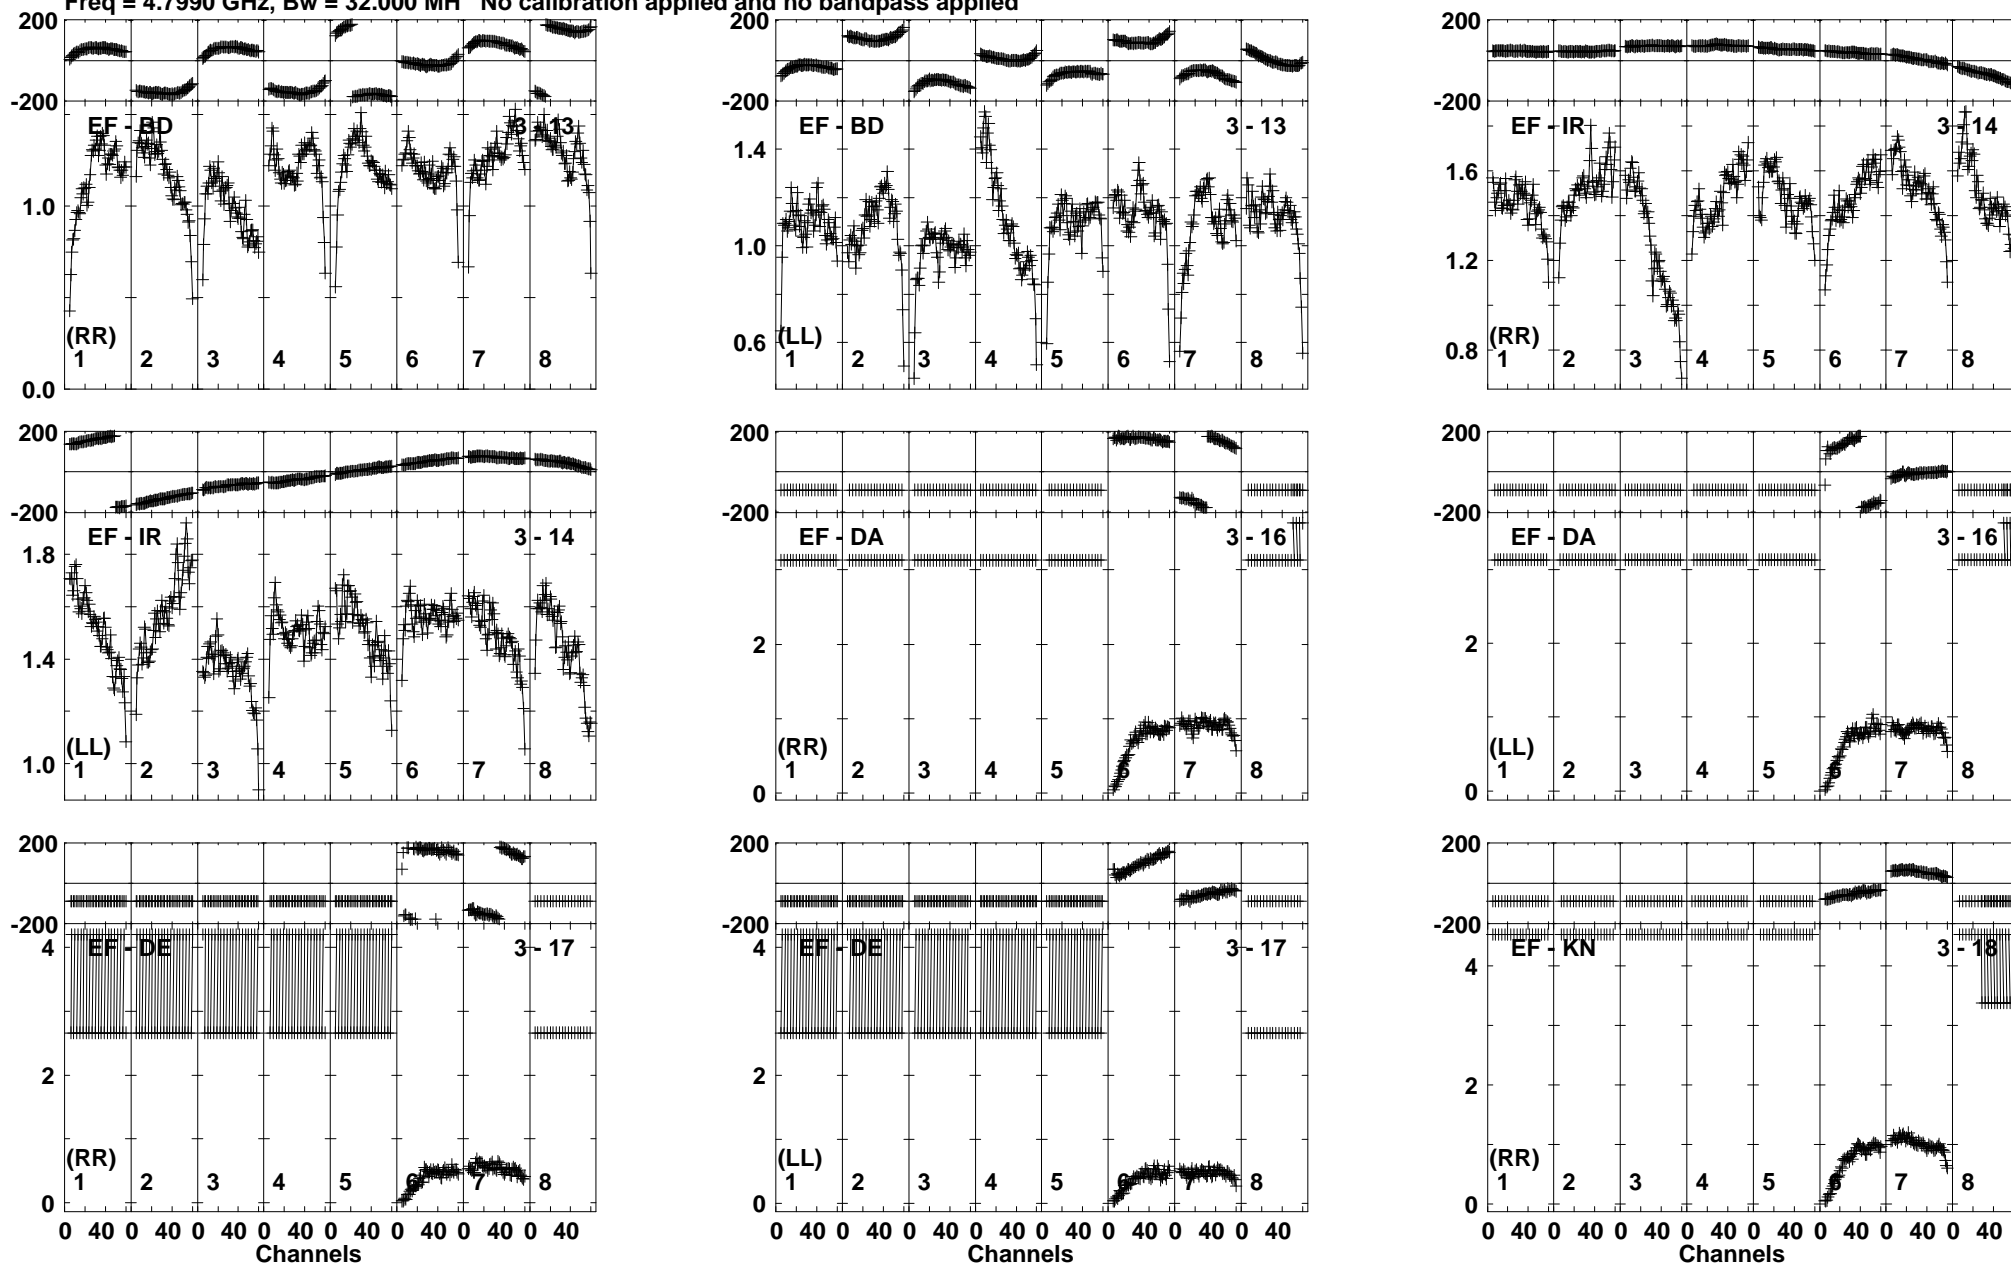 Freq = 4.7990 GHz, Bw = 32.000 MH No calibration applied and no bandpass applied
200 200 200
-200 -200 -200
EF - BD 3 - 13 EF - BD 3 - 13 EF - IR 3 - 14
1.0 1.4 1.6
1.0 1.2
(RR) (LL) (RR)
0.6 0.8
1 2 3 4 5 6 7 8 1 2 3 4 5 6 7 8 1 2 3 4 5 6 7 8
0.0
200 200 200
-200 -200 -200
EF - IR 3 - 14 EF - DA 3 - 16 EF - DA 3 - 16
1.8
1.4 2 2
(LL) (RR) (LL)
1.0
1 2 3 4 5 6 7 8 1 2 3 4 5 6 7 8 1 2 3 4 5 6 7 8
0 0
200 200 200
-200 -200 -200
EF - DE 3 - 17 EF - DE 3 - 17 EF - KN 3 - 18
4 4 4
2 2 2
(RR) (LL) (RR)
1 2 3 4 5 6 7 8 1 2 3 4 5 6 7 8 1 2 3 4 5 6 7 8
0 0 0
0 40 0 40 0 40 0 40 0 40 0 40 0 40 0 40 0 40 0 40 0 40 0 40 0 40 0 40 0 40 0 40 0 40 0 40 0 40 0 40 0 40 0 40 0 40 0 40
Channels Channels Channels